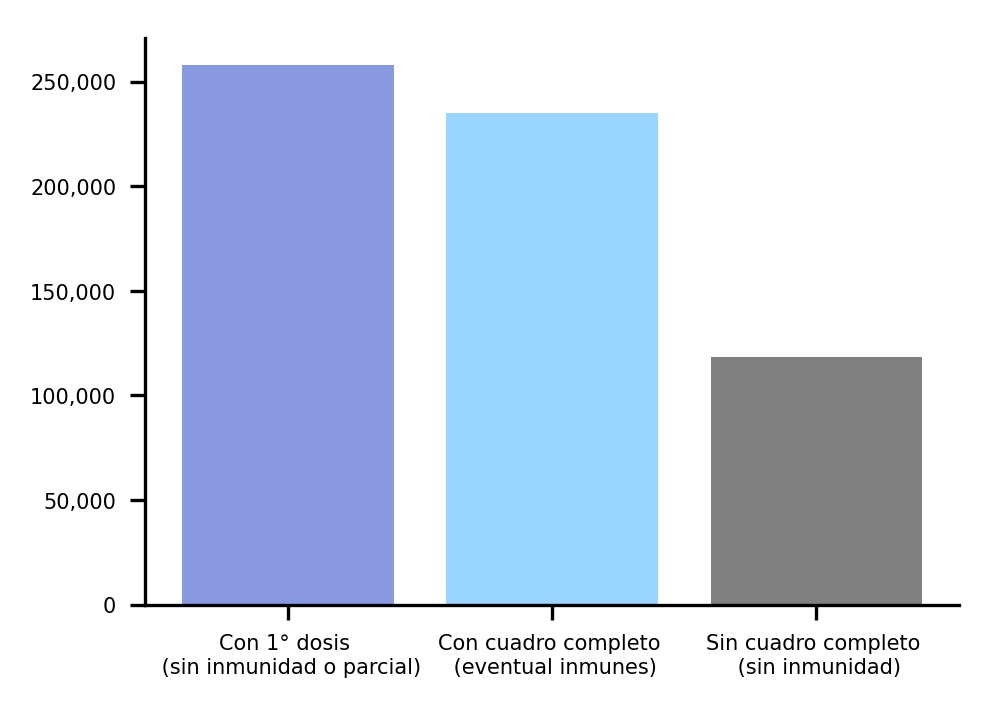 250,000
200,000
150,000
100,000
50,000
0
Con 1° dosis
(sin inmunidad o parcial)
Con cuadro completo
(eventual inmunes)
Sin cuadro completo
(sin inmunidad)